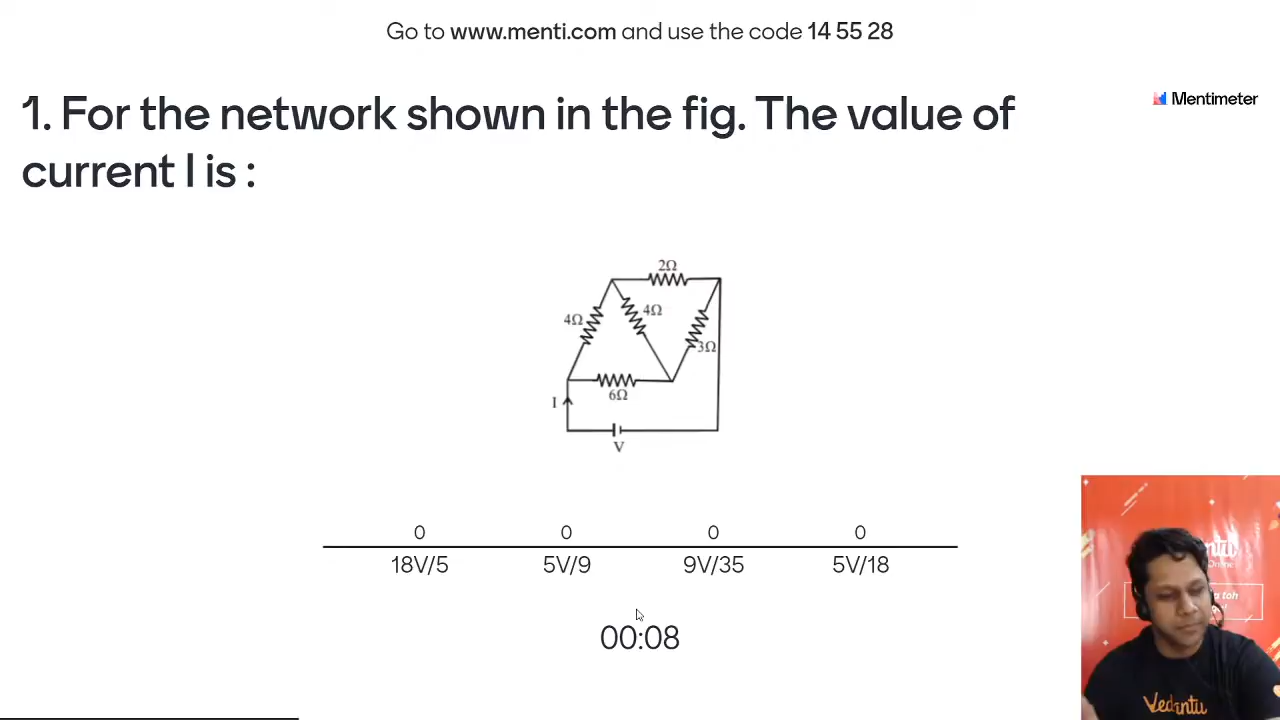 Go to www.menti.com and use the code 14 55 28
Mentimeter
1. For the network shown in the fig. The value of
current I is :
2Ω
4Ω
4Ω
3Ω
6Ω
I
V
0 0 0 0
18V/5 5V/9 9V/35 5V/18
00:08
Vedantu